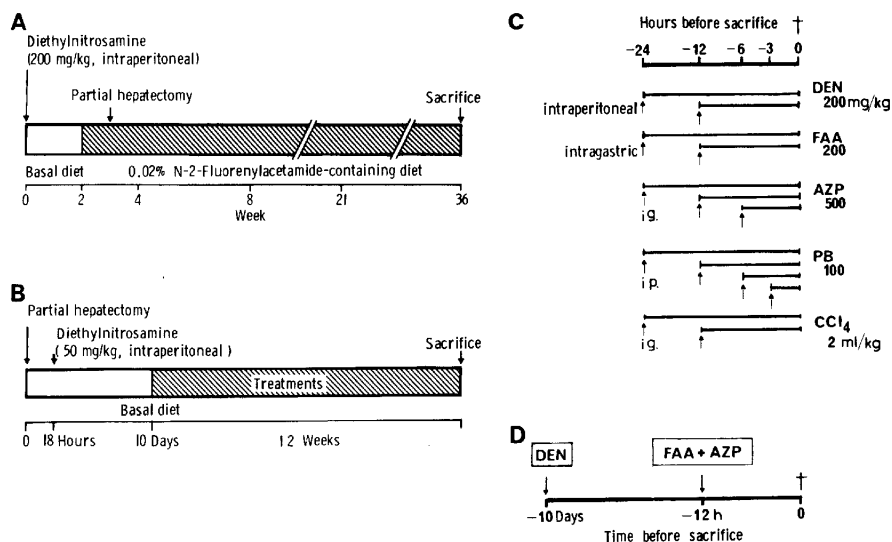 A
Diethylnitrosamine
(200 mg/kg, intraperitoneal)
Partial hepatectomy
Sacrifice
Basal diet
0.02% N-2-Fluorenylacetamide-containing diet
0 2 4 8 21 36
Week
B
Partial hepatectomy
Diethylnitrosamine
(50 mg/kg, intraperitoneal)
Sacrifice
Treatments
Basal diet
0 18 Hours 10 Days 12 Weeks
C
Hours before sacrifice †
-24 -12 -6 -3 0
DEN
200 mg/kg
intraperitoneal
FAA
200
intragastric
AZP
500
i g.
PB
100
i p.
CCl4
2 ml/kg
i g.
D
DEN
FAA + AZP
†
-10 Days -12 h 0
Time before sacrifice